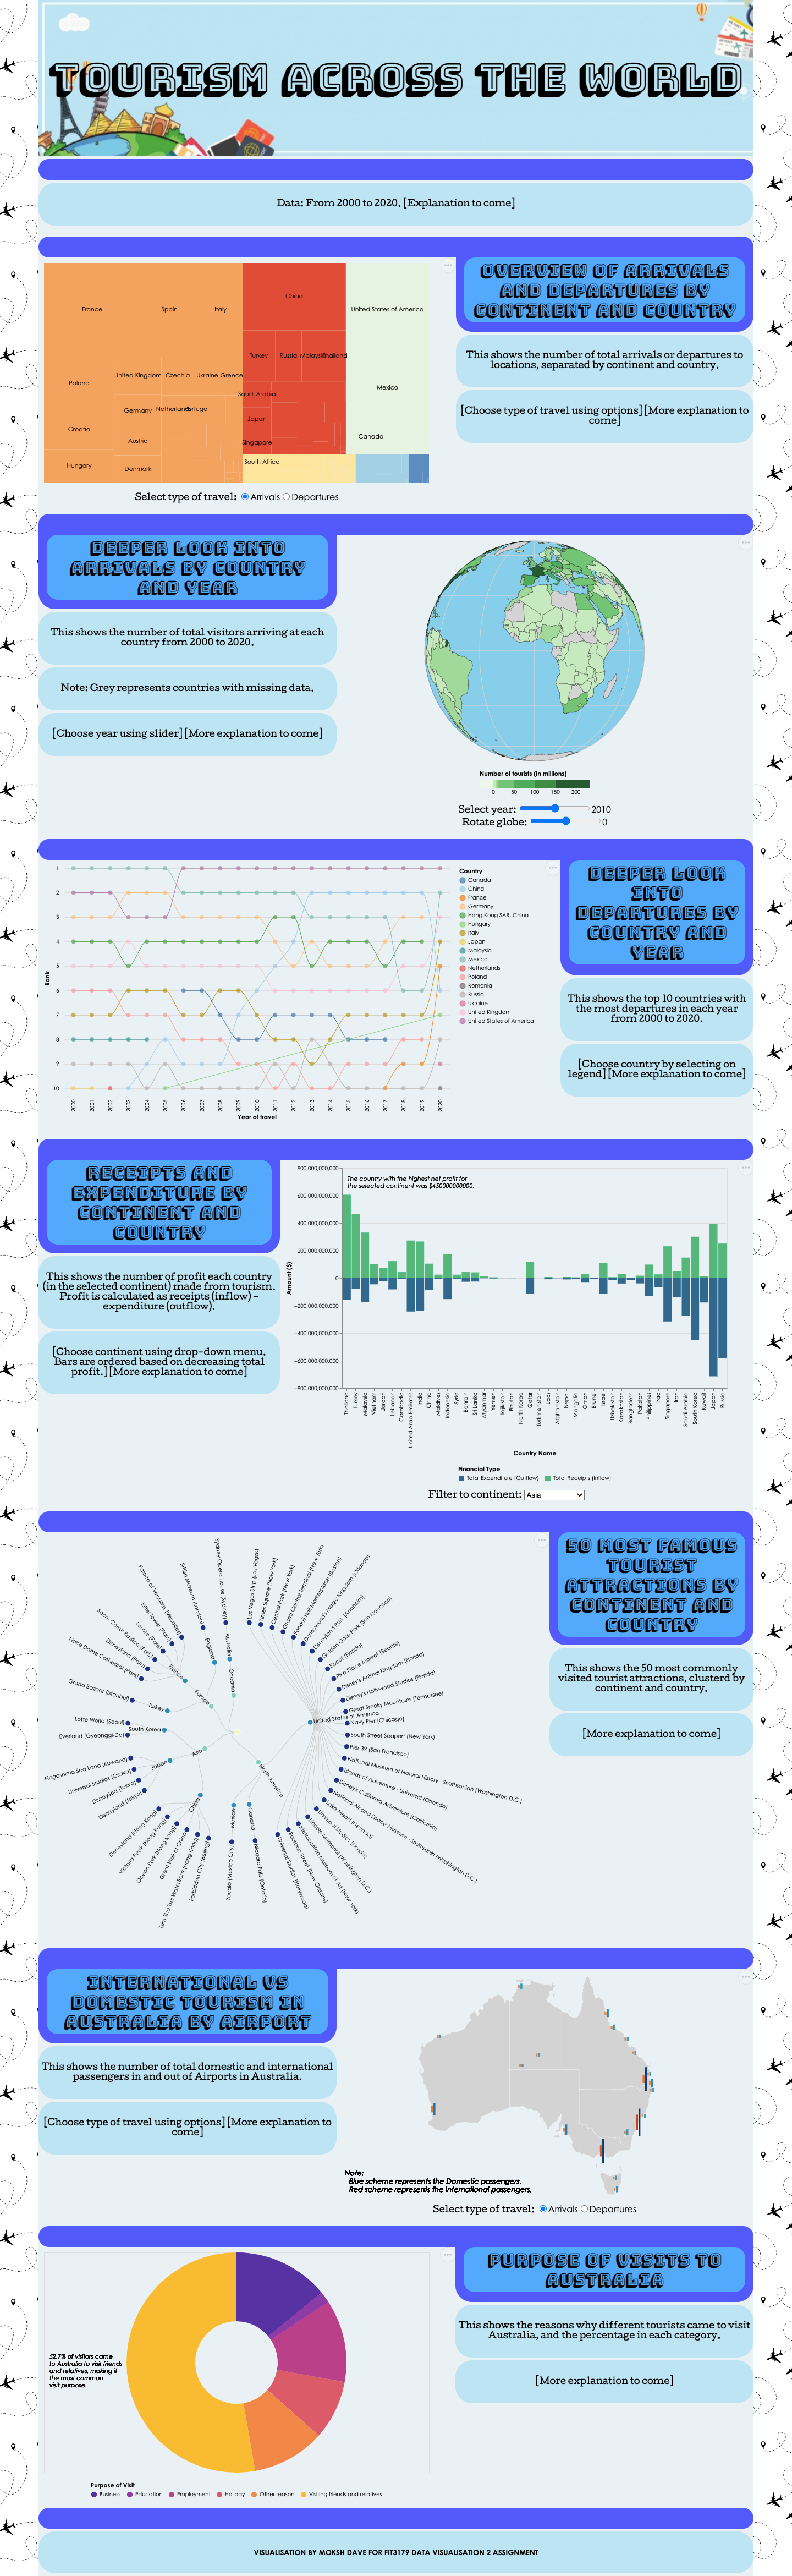 TOURISM ACROSS THE WORLD
Data: From 2000 to 2020. [Explanation to come]
France
Spain
Italy
China
United States of America
Turkey
Russia
Malaysia
Thailand
Poland
United Kingdom
Czechia
Ukraine
Greece
Mexico
Saudi Arabia
Germany
Netherlands
Portugal
Japan
Croatia
Austria
Singapore
Canada
Hungary
Denmark
South Africa
Select type of travel: Arrivals Departures
OVERVIEW OF ARRIVALS
AND DEPARTURES BY
CONTINENT AND COUNTRY
This shows the number of total arrivals or departures to
locations, separated by continent and country.
[Choose type of travel using options] [More explanation to
come]
DEEPER LOOK INTO
ARRIVALS BY COUNTRY
AND YEAR
This shows the number of total visitors arriving at each
country from 2000 to 2020.
Note: Grey represents countries with missing data.
[Choose year using slider] [More explanation to come]
Number of tourists (in millions)
0 50 100 150 200
Select year: 2010
Rotate globe: 0
1
2
3
4
5
6
7
8
9
10
Rank
2000 2001 2002 2003 2004 2005 2006 2007 2008 2009 2010 2011 2012 2013 2014 2015 2016 2017 2018 2019 2020
Year of travel
Country
Canada
China
France
Germany
Hong Kong SAR, China
Hungary
Italy
Japan
Malaysia
Mexico
Netherlands
Poland
Romania
Russia
Ukraine
United Kingdom
United States of America
DEEPER LOOK
INTO
DEPARTURES BY
COUNTRY AND
YEAR
This shows the top 10 countries with
the most departures in each year
from 2000 to 2020.
[Choose country by selecting on
legend] [More explanation to come]
RECEIPTS AND
EXPENDITURE BY
CONTINENT AND
COUNTRY
This shows the number of profit each country
(in the selected continent) made from tourism.
Profit is calculated as receipts (inflow) -
expenditure (outflow).
[Choose continent using drop-down menu.
Bars are ordered based on decreasing total
profit.] [More explanation to come]
The country with the highest net profit for
the selected continent was $450000000000.
800,000,000,000
600,000,000,000
400,000,000,000
200,000,000,000
0
−200,000,000,000
−400,000,000,000
−600,000,000,000
−800,000,000,000
Amount ($)
Thailand
Turkey
Malaysia
Vietnam
Jordan
Lebanon
Cambodia
United Arab Emirates
India
China
Maldives
Indonesia
Syria
Bahrain
Sri Lanka
Myanmar
Yemen
Tajikistan
Bhutan
North Korea
Qatar
Turkmenistan
Laos
Afghanistan
Nepal
Mongolia
Oman
Brunei
Israel
Uzbekistan
Kazakhstan
Bangladesh
Pakistan
Philippines
Iraq
Singapore
Iran
Saudi Arabia
South Korea
Kuwait
Japan
Russia
Country Name
Financial Type
Total Expenditure (Outflow) Total Receipts (Inflow)
Filter to continent: Asia
50 MOST FAMOUS
TOURIST
ATTRACTIONS BY
CONTINENT AND
COUNTRY
This shows the 50 most commonly
visited tourist attractions, clusterd by
continent and country.
[More explanation to come]
Las Vegas Strip (Las Vegas)
Times Square (New York)
Central Park (New York)
Grand Central Terminal (New York)
Faneuil Hall Marketplace (Boston)
Disneyworld's Magic Kingdom (Orlando)
Disneyland Park (Anaheim)
Golden Gate Park (San Francisco)
Epcot (Florida)
Pike Place Market (Seattle)
Disney's Animal Kingdom (Florida)
Disney's Hollywood Studios (Florida)
Great Smoky Mountains (Tennessee)
United States of America
Navy Pier (Chicago)
South Street Seaport (New York)
Pier 39 (San Francisco)
National Museum of Natural History - Smithsonian (Washington D.C.)
Islands of Adventure - Universal (Orlando)
Disney's California Adventure (California)
National Air and Space Museum - Smithsonian (Washington D.C.)
Lake Mead (Nevada)
Universal Studios (Florida)
Lincoln Memorial (Washington D.C.)
Metropolitan Museum of Art (New York)
Bourbon Street (New Orleans)
Universal Studios (Hollywood)
North America
Canada
Niagara Falls (Ontario)
Mexico
Zocalo (Mexico City)
Asia
China
Forbidden City (Beijing)
Tsim Sha Tsui Waterfront (Hong Kong)
Great Wall of China
Ocean Park (Hong Kong)
Victoria Peak (Hong Kong)
Disneyland (Hong Kong)
Japan
Disneyland (Tokyo)
DisneySea (Tokyo)
Universal Studios (Osaka)
Nagashima Spa Land (Kuwana)
South Korea
Everland (Gyeonggi-Do)
Lotte World (Seoul)
Europe
Turkey
Grand Bazaar (Istanbul)
France
Notre Dame Cathedral (Paris)
Disneyland (Paris)
Sacre Coeur Basilica (Paris)
Louvre (Paris)
Eiffel Tower (Paris)
Palace of Versailles (Versailles)
England
British Museum (London)
Oceania
Australia
Sydney Opera House (Sydney)
INTERNATIONAL VS
DOMESTIC TOURISM IN
AUSTRALIA BY AIRPORT
This shows the number of total domestic and international
passengers in and out of Airports in Australia.
[Choose type of travel using options] [More explanation to
come]
Note:
- Blue scheme represents the Domestic passengers.
- Red scheme represents the International passengers.
Select type of travel: Arrivals Departures
PURPOSE OF VISITS TO
AUSTRALIA
This shows the reasons why different tourists came to visit
Australia, and the percentage in each category.
[More explanation to come]
52.7% of visitors came
to Australia to visit friends
and relatives, making it
the most common
visit purpose.
Purpose of Visit
Business Education Employment Holiday Other reason Visiting friends and relatives
VISUALISATION BY MOKSH DAVE FOR FIT3179 DATA VISUALISATION 2 ASSIGNMENT